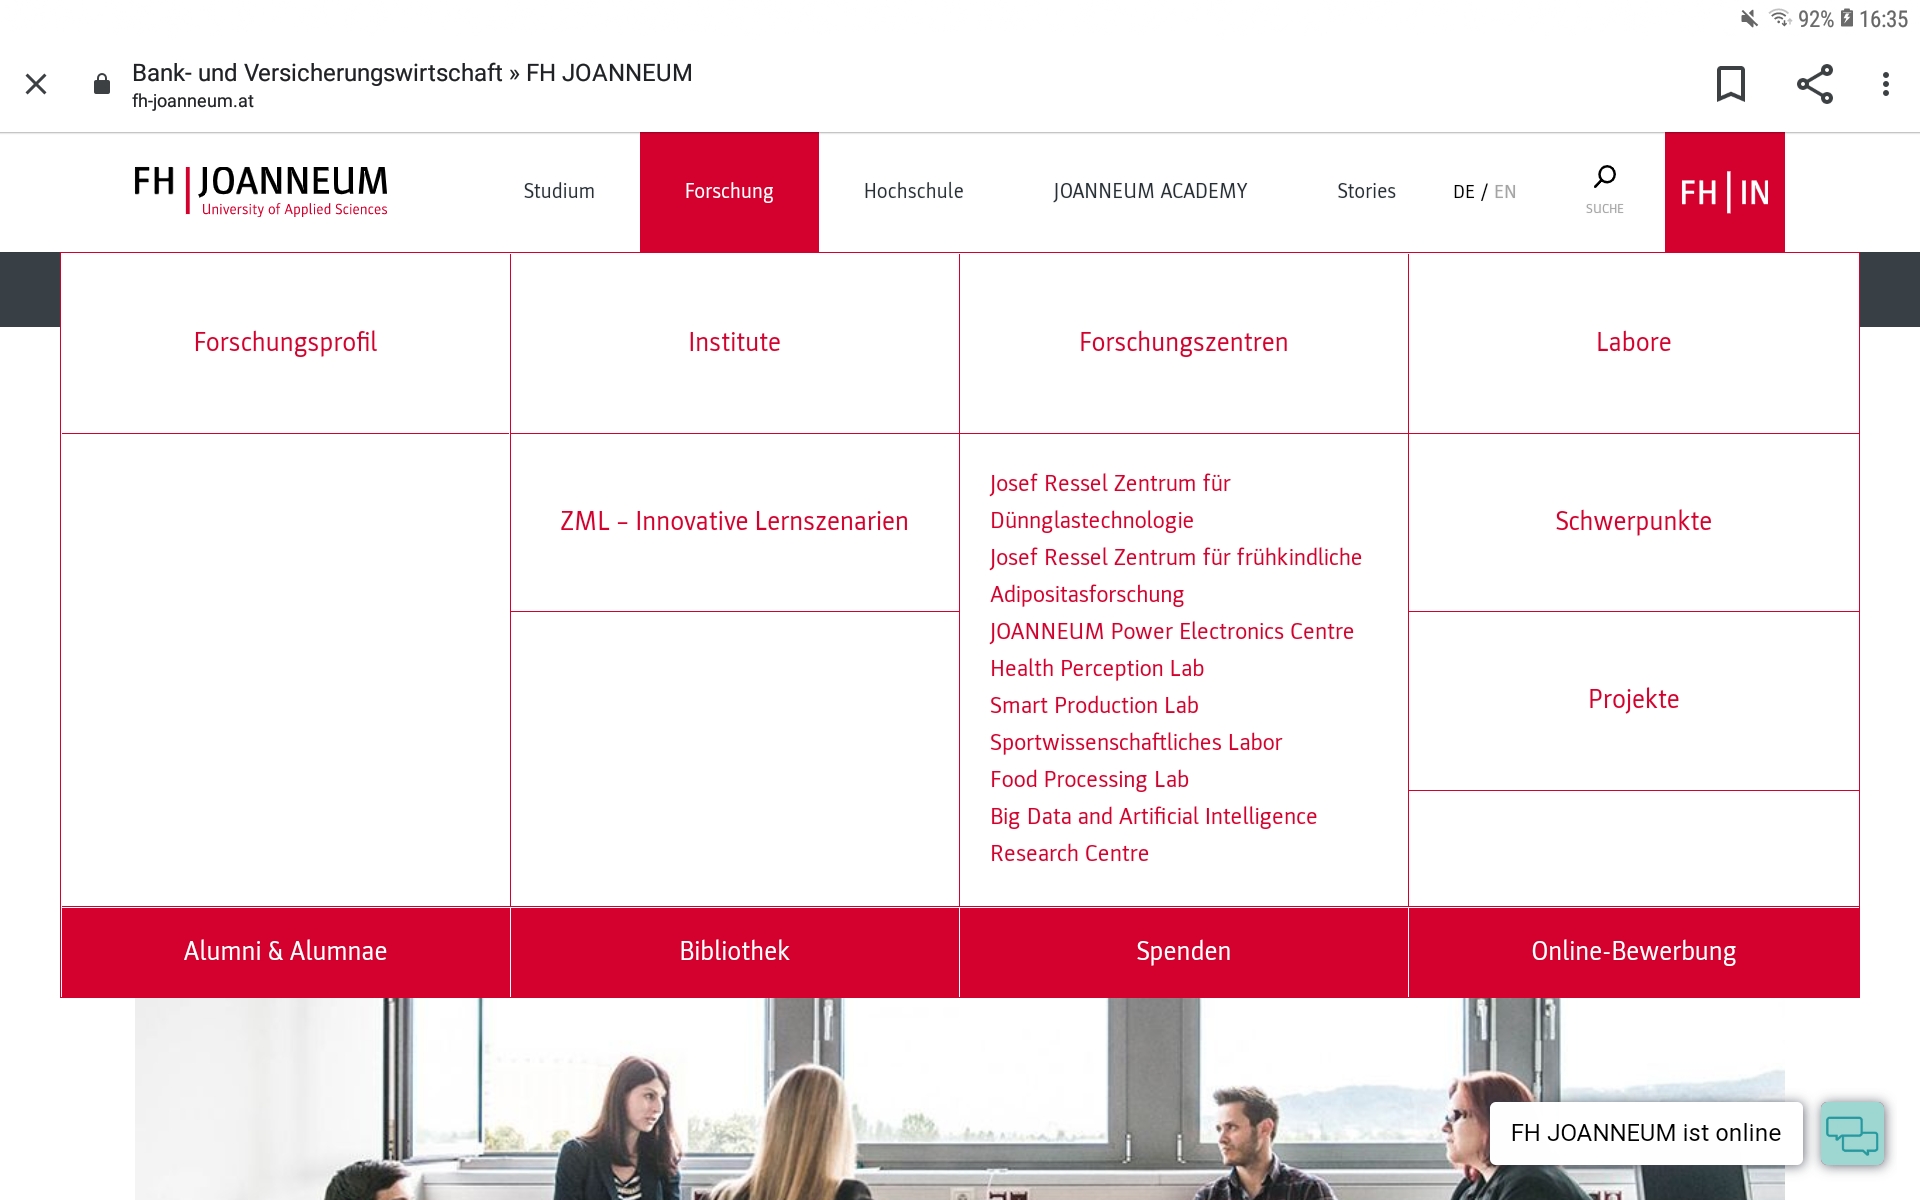 92% 16:35
Bank- und Versicherungswirtschaft » FH JOANNEUM
fh-joanneum.at
FH JOANNEUM
University of Applied Sciences
Studium
Forschung
Hochschule
JOANNEUM ACADEMY
Stories
DE / EN
SUCHE
FH IN
Forschungsprofil
Institute
Forschungszentren
Labore
ZML – Innovative Lernszenarien
Josef Ressel Zentrum für
Dünnglastechnologie
Josef Ressel Zentrum für frühkindliche
Adipositasforschung
JOANNEUM Power Electronics Centre
Health Perception Lab
Smart Production Lab
Sportwissenschaftliches Labor
Food Processing Lab
Big Data and Artificial Intelligence
Research Centre
Schwerpunkte
Projekte
Alumni & Alumnae
Bibliothek
Spenden
Online-Bewerbung
FH JOANNEUM ist online